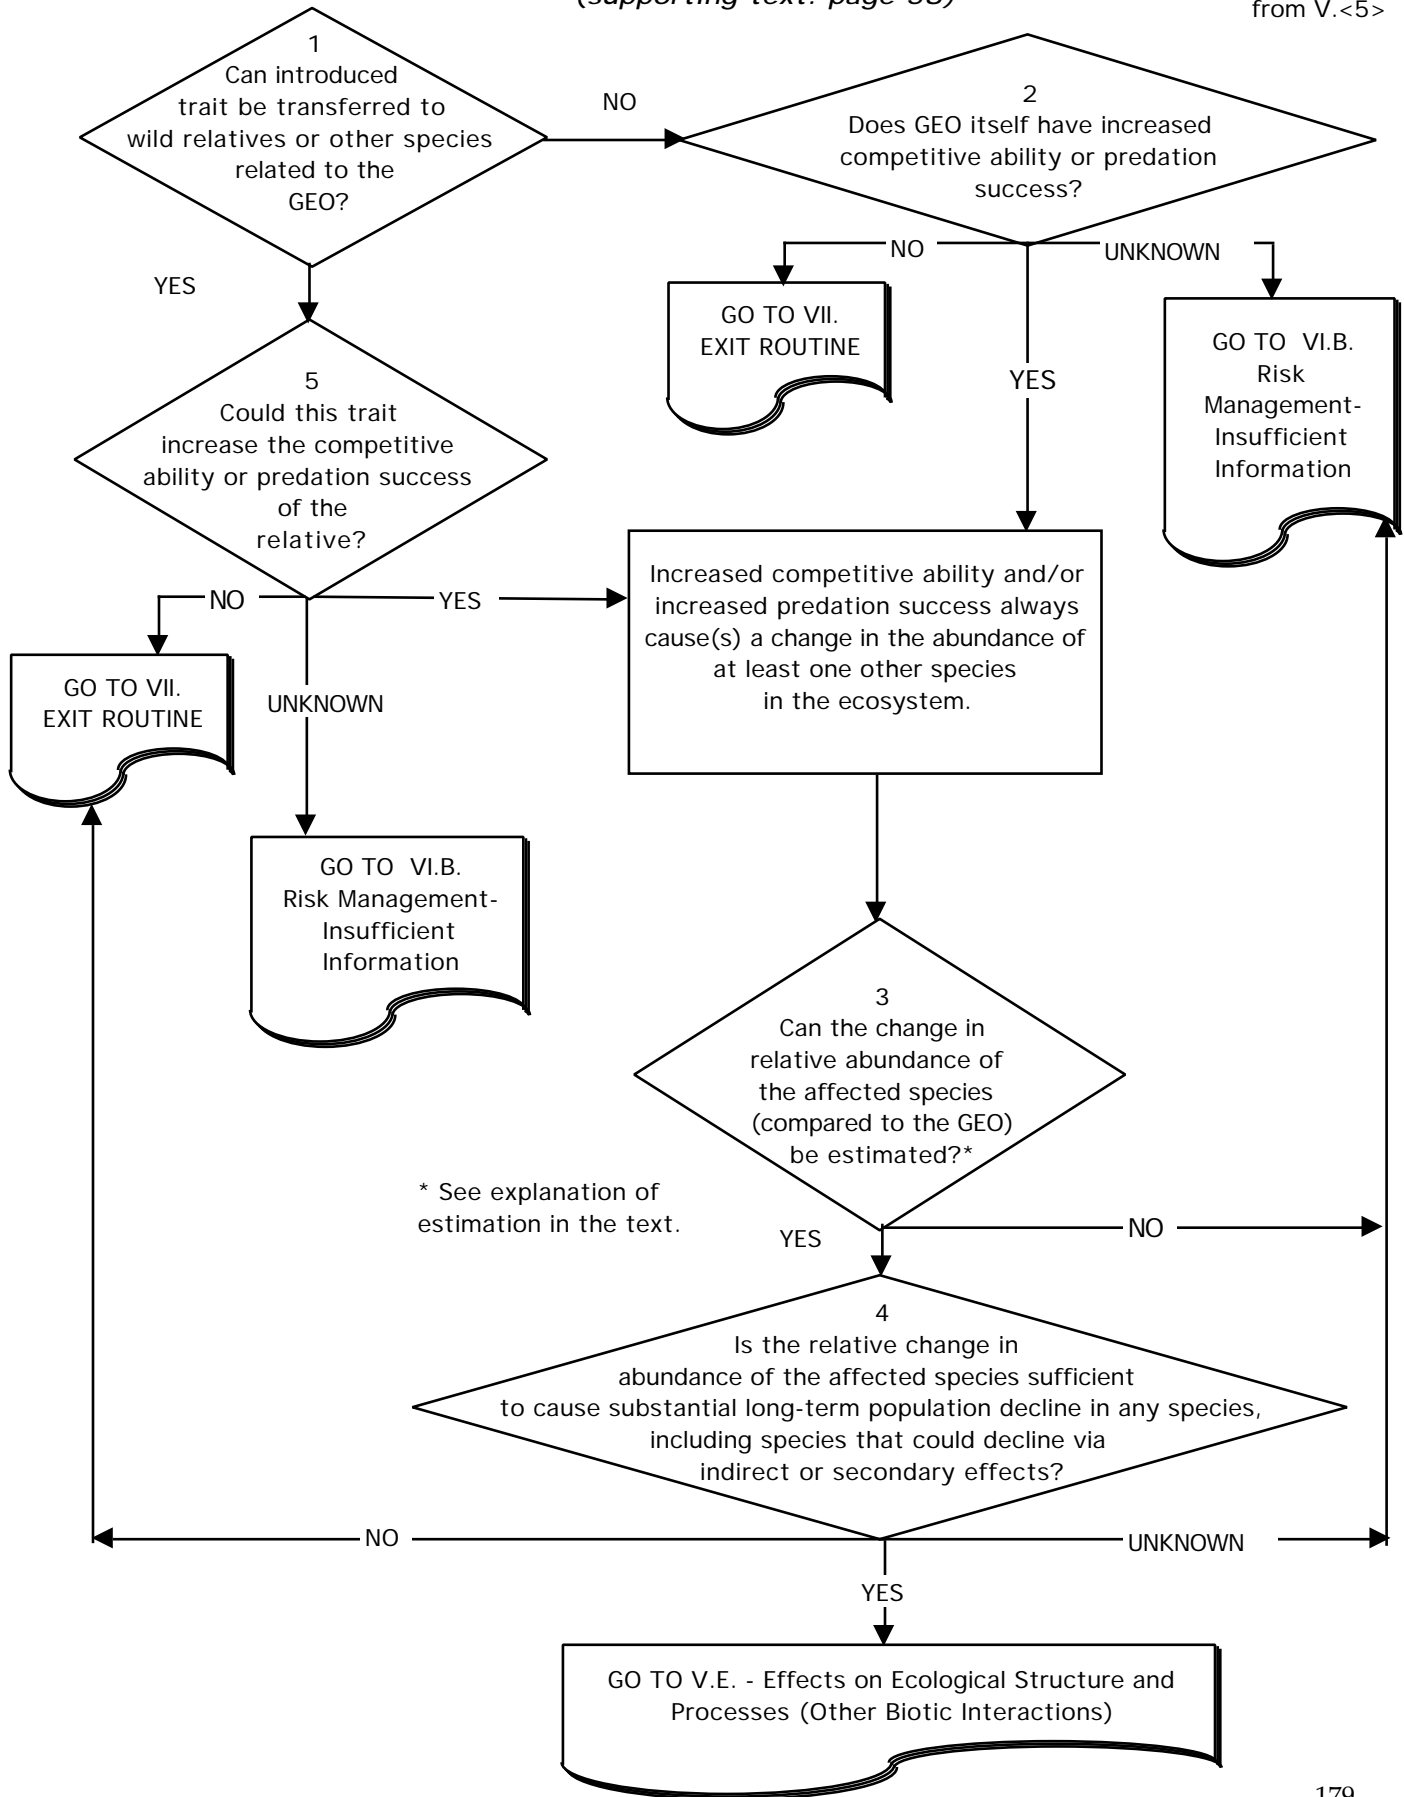 (supporting text: page 58)
from V.<5>
1
Can introduced
trait be transferred to
wild relatives or other species
related to the
GEO?
NO
2
Does GEO itself have increased
competitive ability or predation
success?
YES
NO
UNKNOWN
GO TO VII.
EXIT ROUTINE
YES
GO TO VI.B.
Risk
Management-
Insufficient
Information
5
Could this trait
increase the competitive
ability or predation success
of the
relative?
NO
YES
UNKNOWN
Increased competitive ability and/or
increased predation success always
cause(s) a change in the abundance of
at least one other species
in the ecosystem.
GO TO VII.
EXIT ROUTINE
GO TO VI.B.
Risk Management-
Insufficient
Information
3
Can the change in
relative abundance of
the affected species
(compared to the GEO)
be estimated?*
* See explanation of
estimation in the text.
YES
NO
4
Is the relative change in
abundance of the affected species sufficient
to cause substantial long-term population decline in any species,
including species that could decline via
indirect or secondary effects?
NO
UNKNOWN
YES
GO TO V.E. - Effects on Ecological Structure and
Processes (Other Biotic Interactions)
179